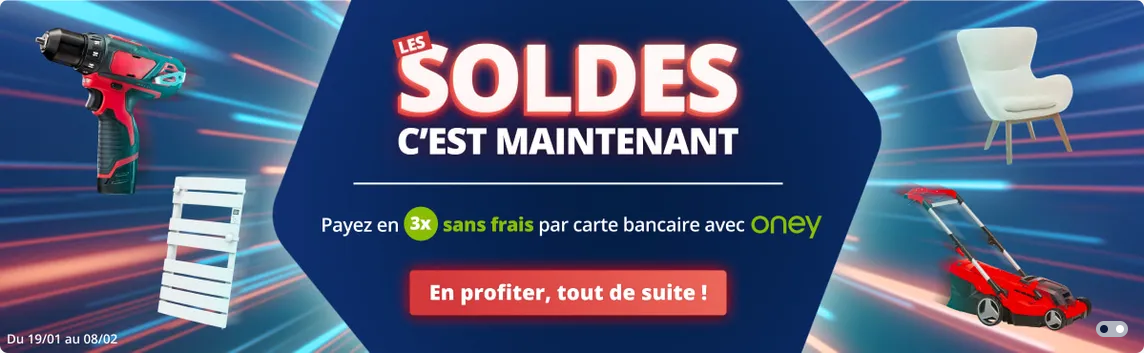 LES
SOLDES
C'EST MAINTENANT
Payez en 3x sans frais par carte bancaire avec oney
En profiter, tout de suite !
Du 19/01 au 08/02